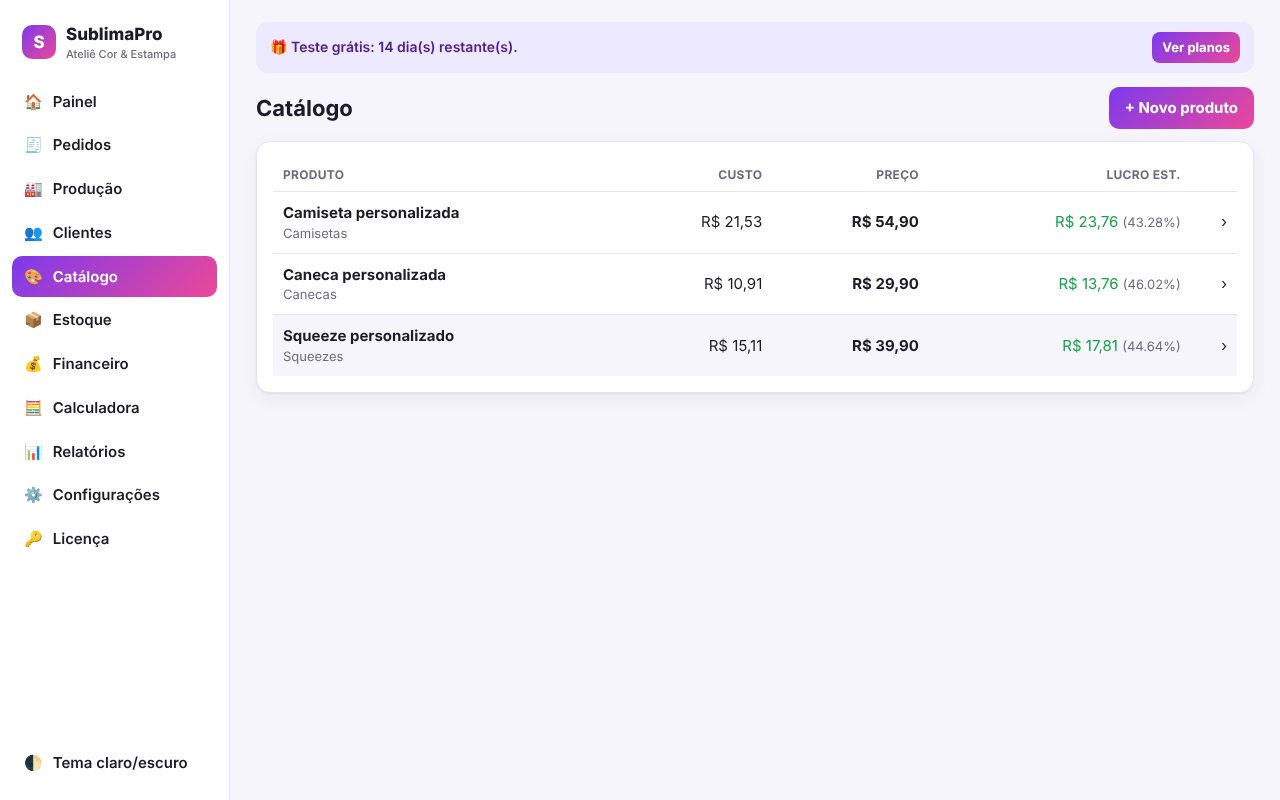 S
SublimaPro
Ateliê Cor & Estampa
Painel
Pedidos
Produção
Clientes
Catálogo
Estoque
Financeiro
Calculadora
Relatórios
Configurações
Licença
Tema claro/escuro
Teste grátis: 14 dia(s) restante(s).
Ver planos
Catálogo
+ Novo produto
PRODUTO CUSTO PREÇO LUCRO EST.
Camiseta personalizada R$ 21,53 R$ 54,90 R$ 23,76 (43.28%) ›
Camisetas
Caneca personalizada R$ 10,91 R$ 29,90 R$ 13,76 (46.02%) ›
Canecas
Squeeze personalizado R$ 15,11 R$ 39,90 R$ 17,81 (44.64%) ›
Squeezes